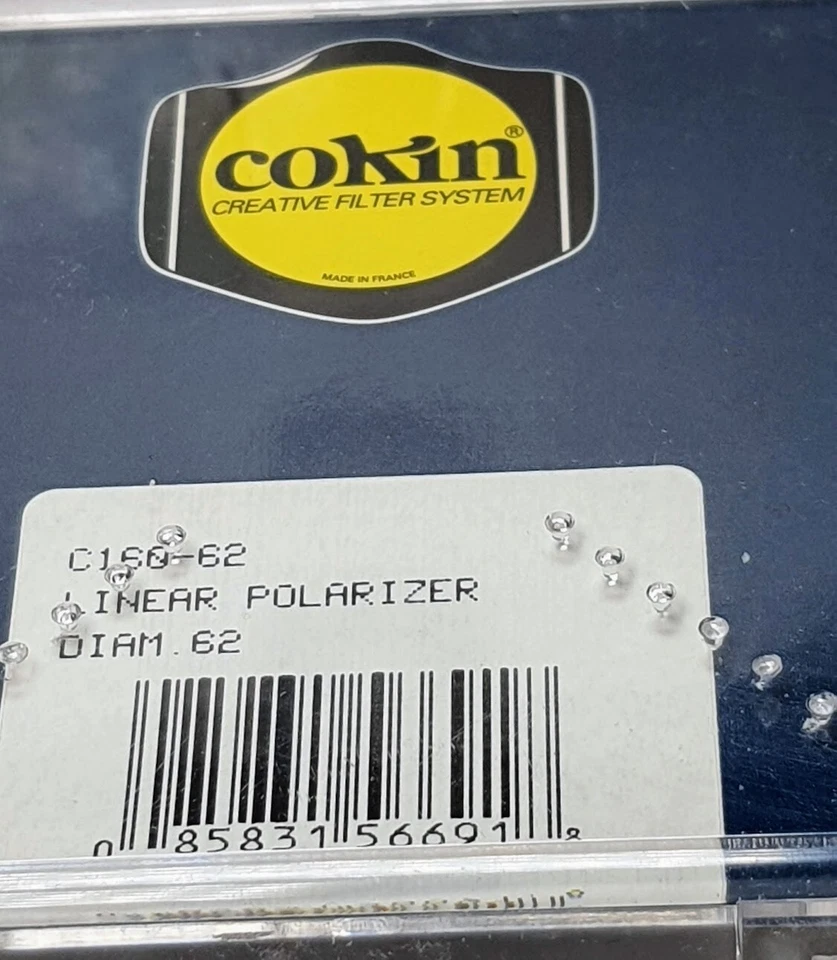 cokin®
CREATIVE FILTER SYSTEM
MADE IN FRANCE
C160-62
LINEAR POLARIZER
DIAM.62
0 85831 56691 8